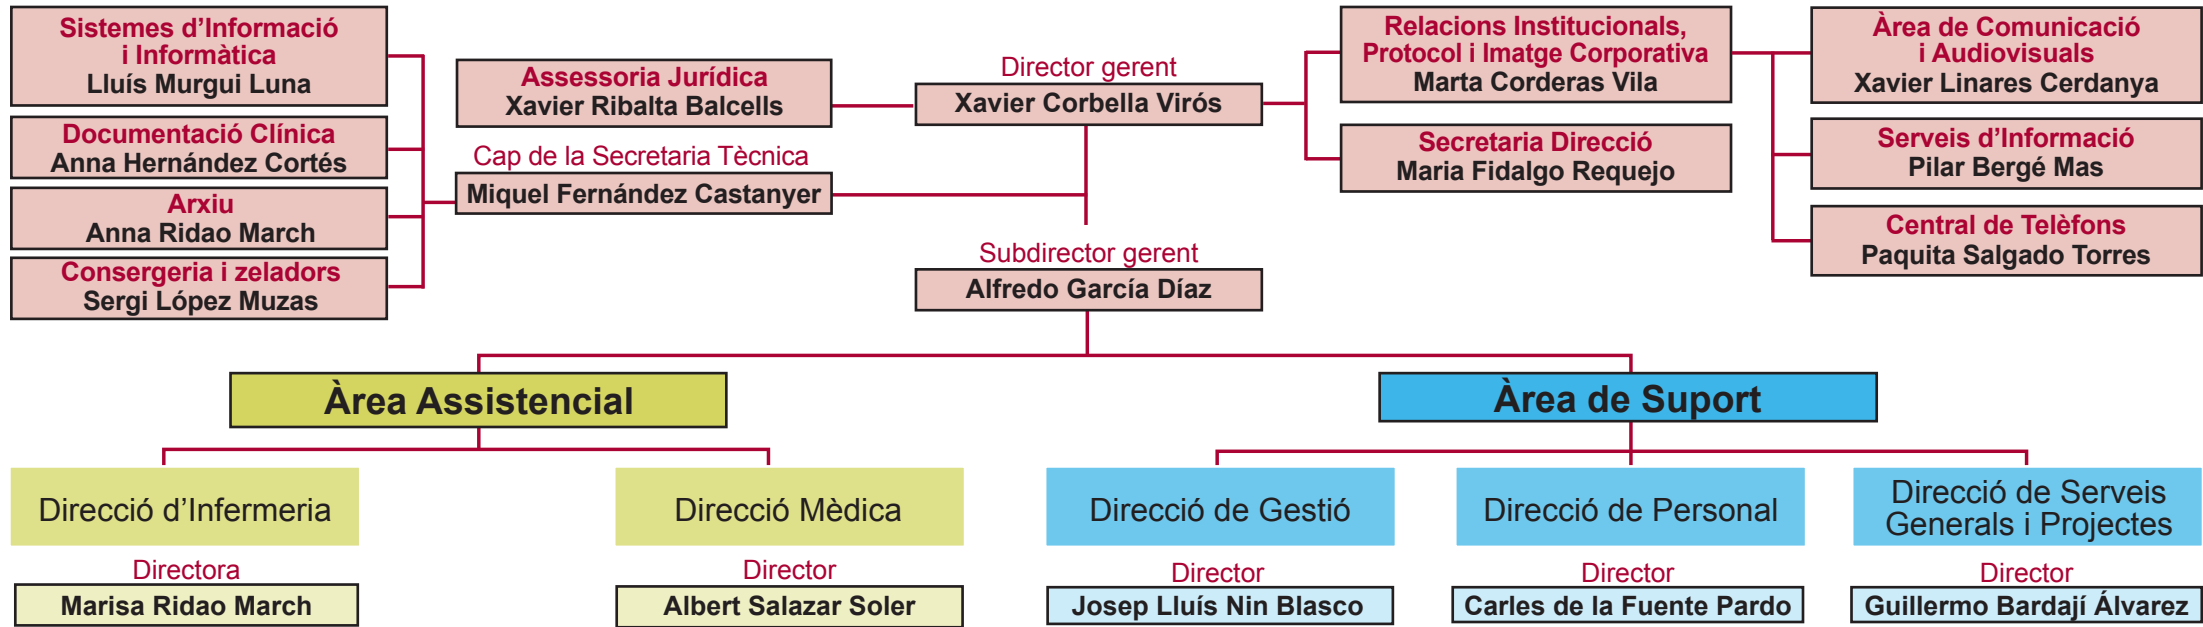 Sistemes d’Informació
i Informàtica
Lluís Murgui Luna
Documentació Clínica
Anna Hernández Cortés
Arxiu
Anna Ridao March
Consergeria i zeladors
Sergi López Muzas
Assessoria Jurídica
Xavier Ribalta Balcells
Cap de la Secretaria Tècnica
Miquel Fernández Castanyer
Director gerent
Xavier Corbella Virós
Subdirector gerent
Alfredo García Díaz
Relacions Institucionals,
Protocol i Imatge Corporativa
Marta Corderas Vila
Secretaria Direcció
Maria Fidalgo Requejo
Àrea de Comunicació
i Audiovisuals
Xavier Linares Cerdanya
Serveis d’Informació
Pilar Bergé Mas
Central de Telèfons
Paquita Salgado Torres
Àrea Assistencial
Àrea de Suport
Direcció d’Infermeria
Directora
Marisa Ridao March
Direcció Mèdica
Director
Albert Salazar Soler
Direcció de Gestió
Director
Josep Lluís Nin Blasco
Direcció de Personal
Director
Carles de la Fuente Pardo
Direcció de Serveis
Generals i Projectes
Director
Guillermo Bardají Álvarez